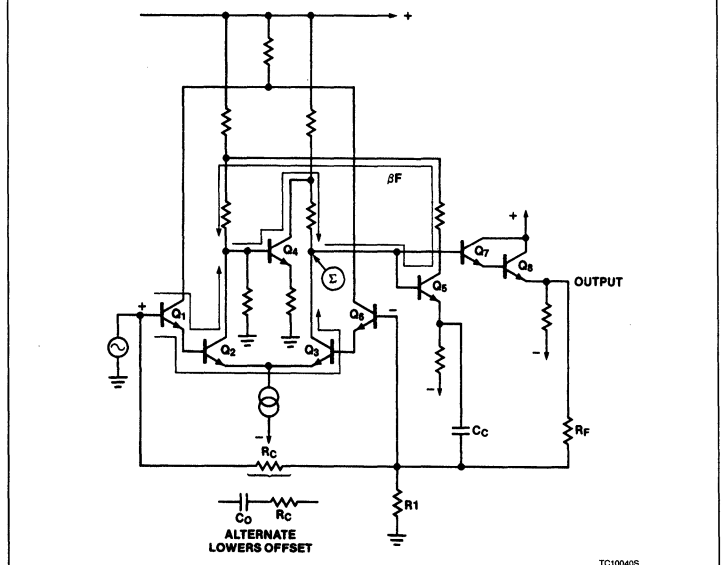 +
βF
Q4
+
Q7
Q8
Σ
Q5
OUTPUT
+
Q1
Q6
−
Q2
Q3
−
−
−
RC
CC
RF
CO
RC
R1
ALTERNATE
LOWERS OFFSET
TC10040S